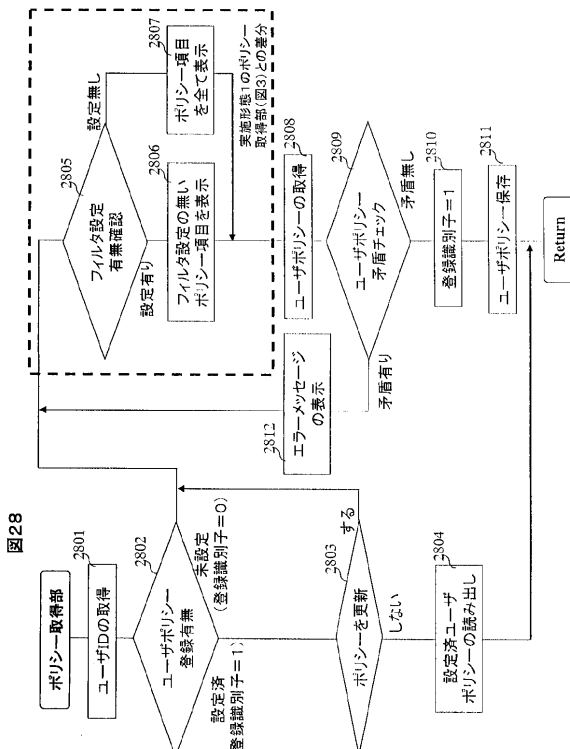 図28
ポリシー取得部
2801
ユーザIDの取得
2802
ユーザポリシー
登録有無
未設定
(登録識別子=0)
設定済
登録識別子=1)
2803
ポリシーを更新
する
しない
2804
設定済ユーザ
ポリシーの読み出し
2805
フィルタ設定
有無確認
設定無し
設定有り
2806
フィルタ設定の無い
ポリシー項目を表示
2807
ポリシー項目
を全て表示
実施形態1のポリシー
取得部(図3)との差分
2808
ユーザポリシーの取得
2809
ユーザポリシー
矛盾チェック
矛盾無し
矛盾有り
2810
登録識別子=1
2811
ユーザポリシー保存
2812
エラーメッセージ
の表示
Return